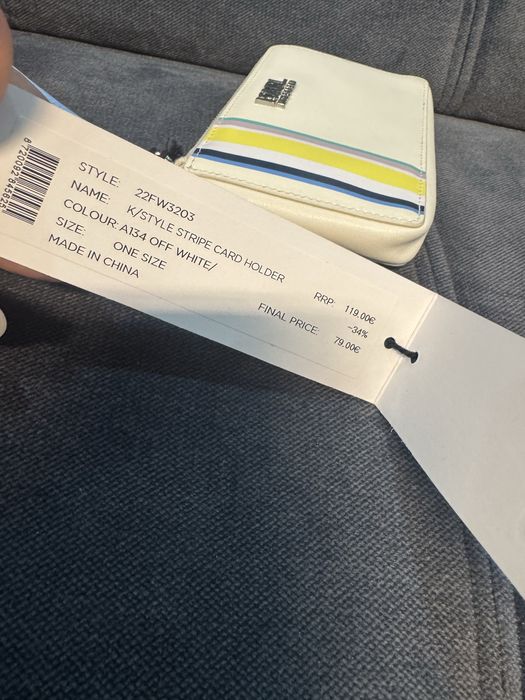 STYLE: 22FW3203
NAME: K/STYLE STRIPE CARD HOLDER
COLOUR: A134 OFF WHITE/
SIZE: ONE SIZE
MADE IN CHINA
RRP: 119.00€
-34%
FINAL PRICE: 79.00€